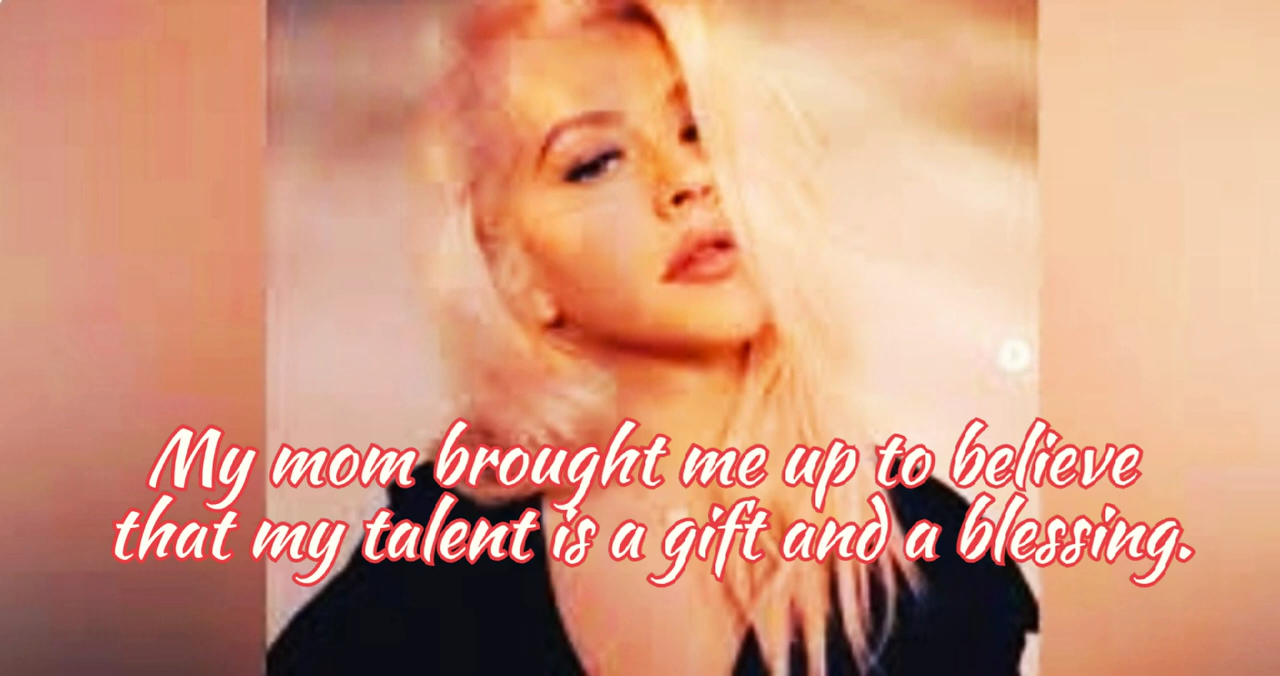 My mom brought me up to believe
that my talent is a gift and a blessing.